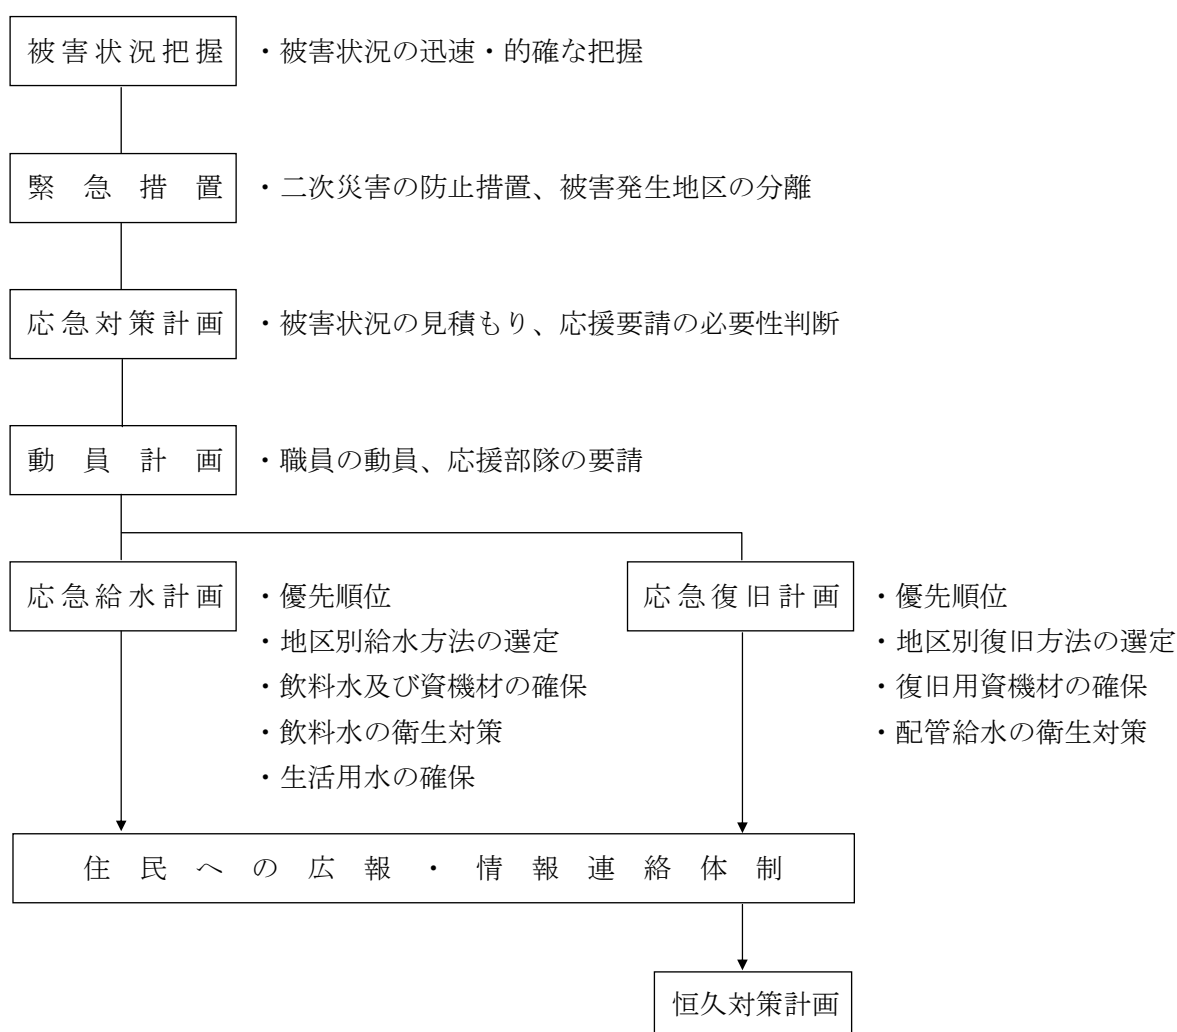 被害状況把握 ・被害状況の迅速・的確な把握
緊急措置 ・二次災害の防止措置、被害発生地区の分離
応急対策計画 ・被害状況の見積もり、応援要請の必要性判断
動員計画 ・職員の動員、応援部隊の要請
応急給水計画 ・優先順位
・地区別給水方法の選定
・飲料水及び資機材の確保
・飲料水の衛生対策
・生活用水の確保
応急復旧計画 ・優先順位
・地区別復旧方法の選定
・復旧用資機材の確保
・配管給水の衛生対策
住民への広報・情報連絡体制
恒久対策計画